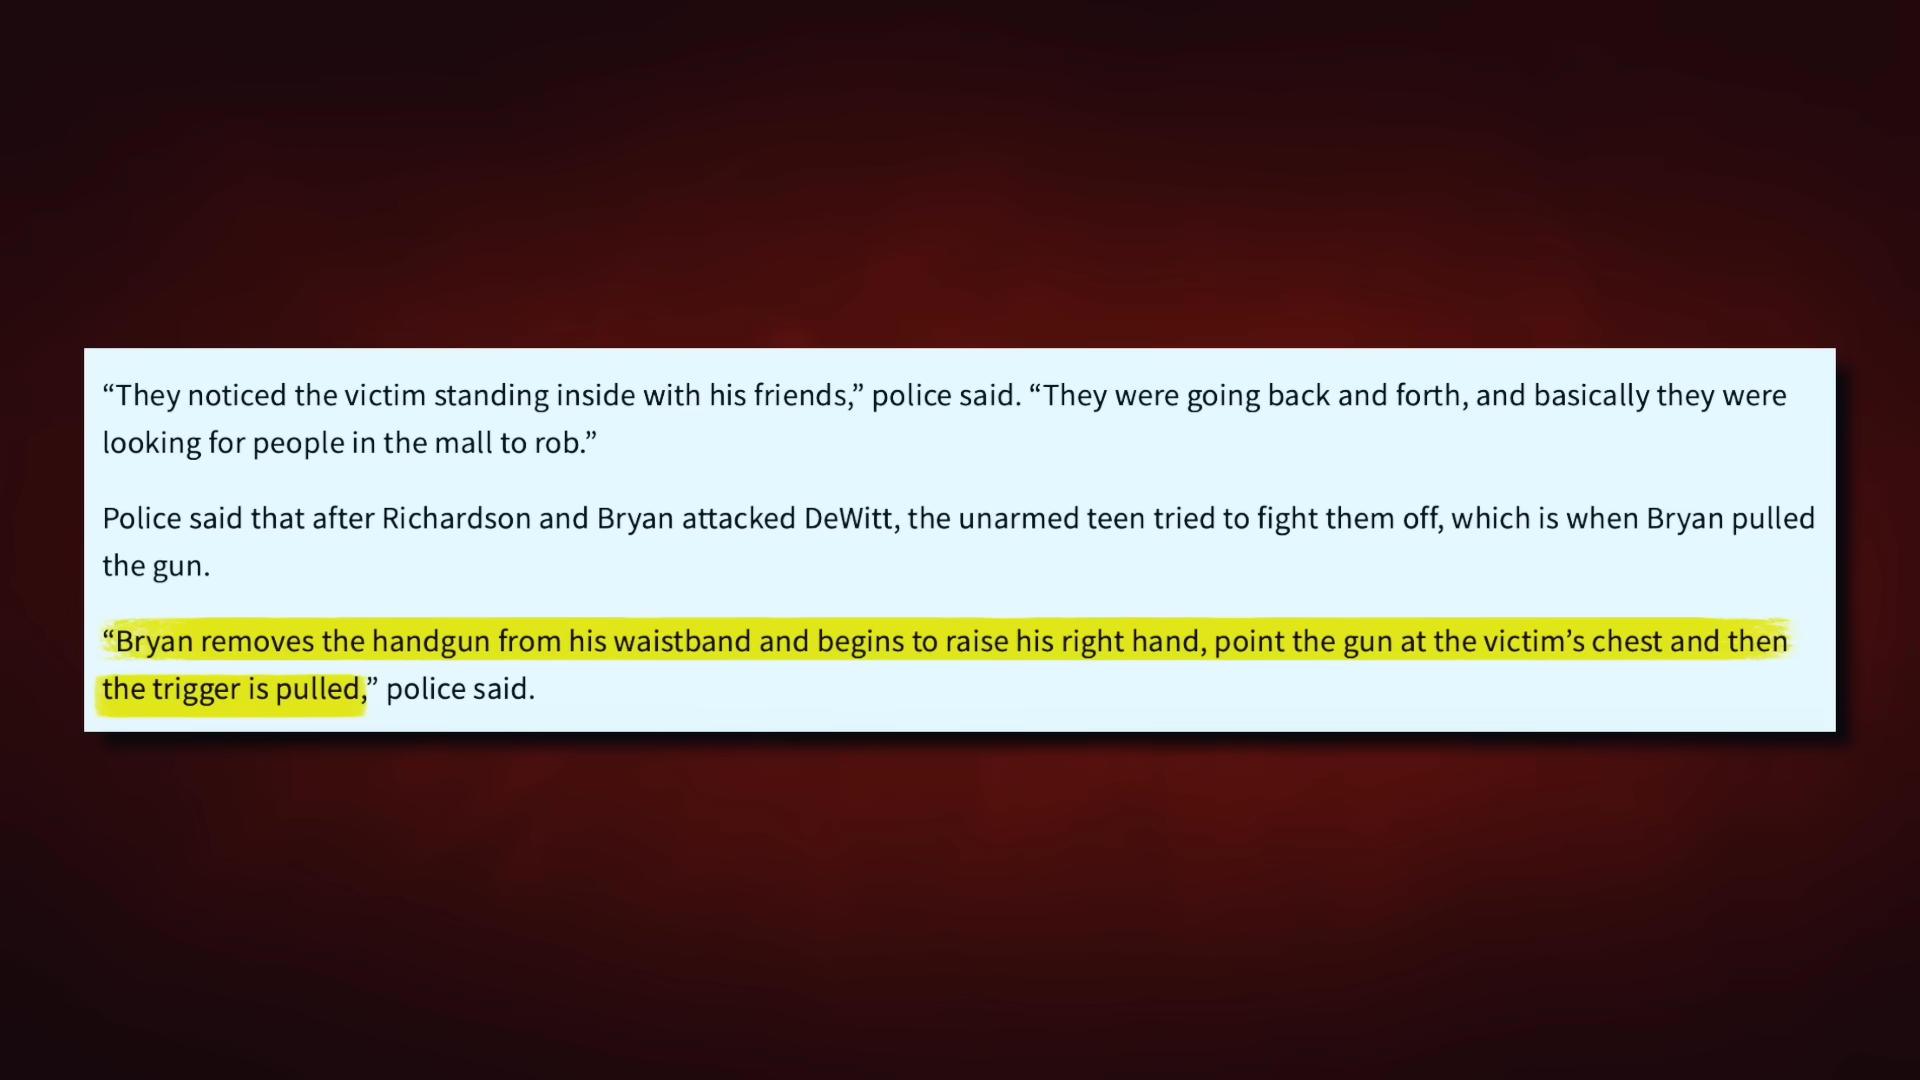 “They noticed the victim standing inside with his friends,” police said. “They were going back and forth, and basically they were
looking for people in the mall to rob.”
Police said that after Richardson and Bryan attacked DeWitt, the unarmed teen tried to fight them off, which is when Bryan pulled
the gun.
“Bryan removes the handgun from his waistband and begins to raise his right hand, point the gun at the victim’s chest and then
the trigger is pulled,” police said.